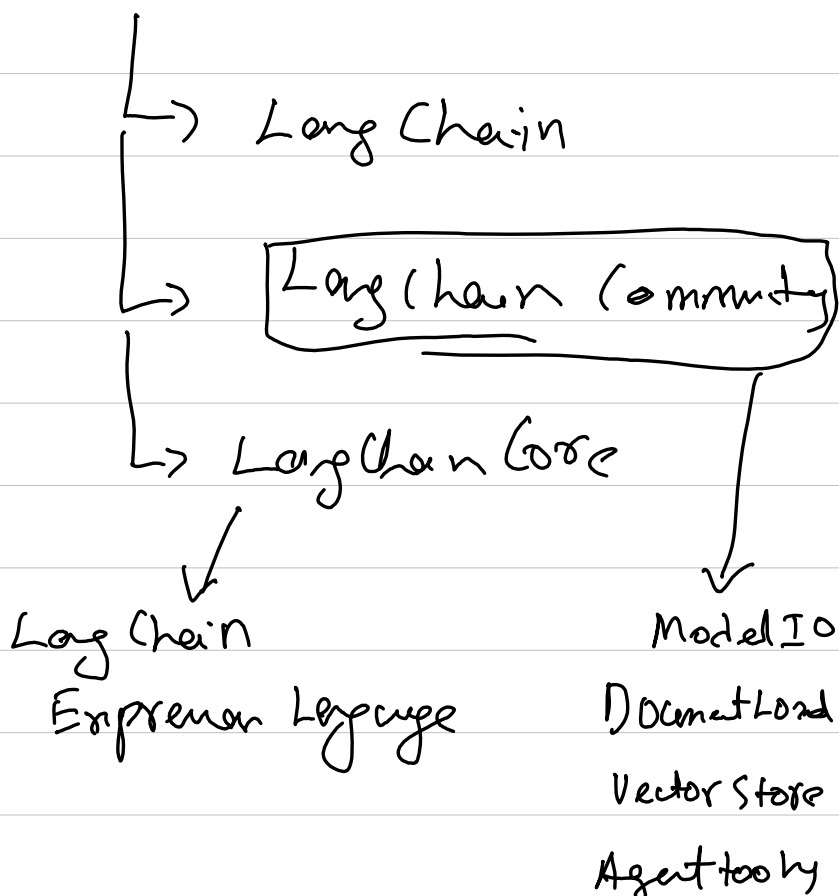 LangChain
LangChain Community
LangChain Core
LangChain
Expression Language
Model IO
Document Load
Vector Store
Agent tools